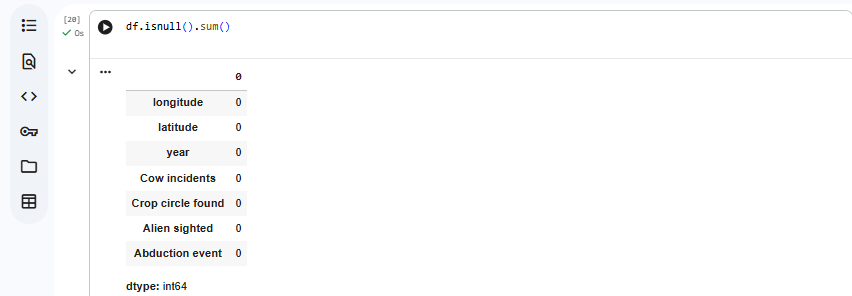 [20]
0s
df.isnull().sum()
0
longitude 0
latitude 0
year 0
Cow incidents 0
Crop circle found 0
Alien sighted 0
Abduction event 0
dtype: int64